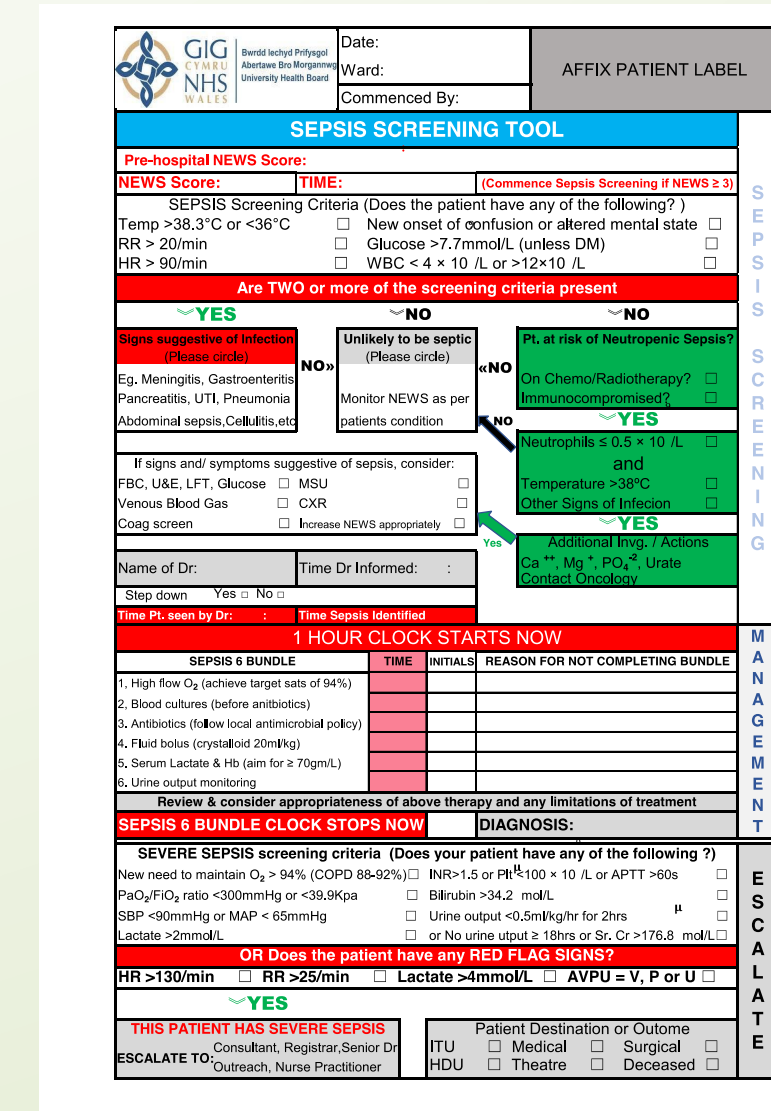 GIG
CYMRU
NHS
WALES
Bwrdd Iechyd Prifysgol
Abertawe Bro Morgannwg
University Health Board
Date:
Ward:
Commenced By:
AFFIX PATIENT LABEL
SEPSIS SCREENING TOOL
Pre-hospital NEWS Score:
NEWS Score: TIME: (Commence Sepsis Screening if NEWS ≥ 3)
SEPSIS Screening Criteria (Does the patient have any of the following? )
Temp >38.3°C or <36°C □ New onset of confusion or altered mental state □
RR > 20/min □ Glucose >7.7mmol/L (unless DM) □
HR > 90/min □ WBC < 4 × 10 /L or >12×10 /L □
Are TWO or more of the screening criteria present
YES NO NO
Signs suggestive of Infection
(Please circle)
Eg. Meningitis, Gastroenteritis
Pancreatitis, UTI, Pneumonia
Abdominal sepsis,Cellulitis,etc
NO»
Unlikely to be septic
(Please circle)
Monitor NEWS as per
patients condition
«NO
Pt. at risk of Neutropenic Sepsis?
On Chemo/Radiotherapy? □
Immunocompromised? □
YES
NO
Neutrophils ≤ 0.5 × 10 /L □
and
Temperature >38ºC □
Other Signs of Infecion □
YES
Yes
Additional Invg. / Actions
Ca ++, Mg +, PO4-2, Urate
Contact Oncology
If signs and/ symptoms suggestive of sepsis, consider:
FBC, U&E, LFT, Glucose □ MSU □
Venous Blood Gas □ CXR □
Coag screen □ Increase NEWS appropriately □
Name of Dr: Time Dr Informed: :
Step down Yes □ No □
Time Pt. seen by Dr: : Time Sepsis Identified
1 HOUR CLOCK STARTS NOW
SEPSIS 6 BUNDLE TIME INITIALS REASON FOR NOT COMPLETING BUNDLE
1, High flow O2 (achieve target sats of 94%)
2, Blood cultures (before anitbiotics)
3. Antibiotics (follow local antimicrobial policy)
4. Fluid bolus (crystalloid 20ml/kg)
5. Serum Lactate & Hb (aim for ≥ 70gm/L)
6. Urine output monitoring
Review & consider appropriateness of above therapy and any limitations of treatment
SEPSIS 6 BUNDLE CLOCK STOPS NOW DIAGNOSIS:
SEVERE SEPSIS screening criteria (Does your patient have any of the following ?)
New need to maintain O2 > 94% (COPD 88-92%) □ INR>1.5 or Plt <100 × 10 /L or APTT >60s □
μ
PaO2/FiO2 ratio <300mmHg or <39.9Kpa □ Bilirubin >34.2 mol/L □
SBP <90mmHg or MAP < 65mmHg □ Urine output <0.5ml/kg/hr for 2hrs □
μ
Lactate >2mmol/L □ or No urine utput ≥ 18hrs or Sr. Cr >176.8 mol/L □
OR Does the patient have any RED FLAG SIGNS?
HR >130/min □ RR >25/min □ Lactate >4mmol/L □ AVPU = V, P or U □
YES
THIS PATIENT HAS SEVERE SEPSIS
ESCALATE TO: Consultant, Registrar,Senior Dr
Outreach, Nurse Practitioner
Patient Destination or Outome
ITU □ Medical □ Surgical □
HDU □ Theatre □ Deceased □
SEPSIS SCREENING
MANAGEMENT
ESCALATE